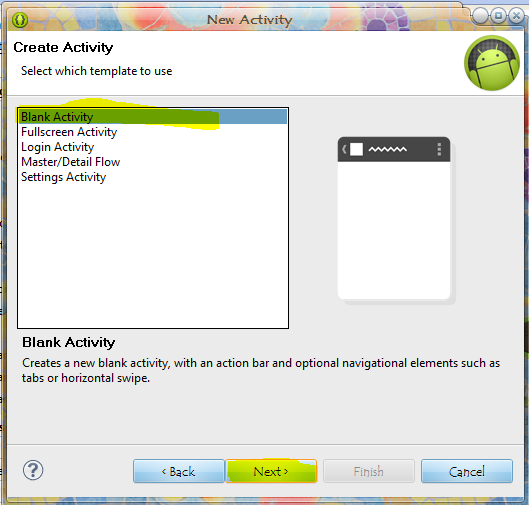 New Activity
Create Activity
Select which template to use
Blank Activity
Fullscreen Activity
Login Activity
Master/Detail Flow
Settings Activity
Blank Activity
Creates a new blank activity, with an action bar and optional navigational elements such as
tabs or horizontal swipe.
? < Back Next > Finish Cancel